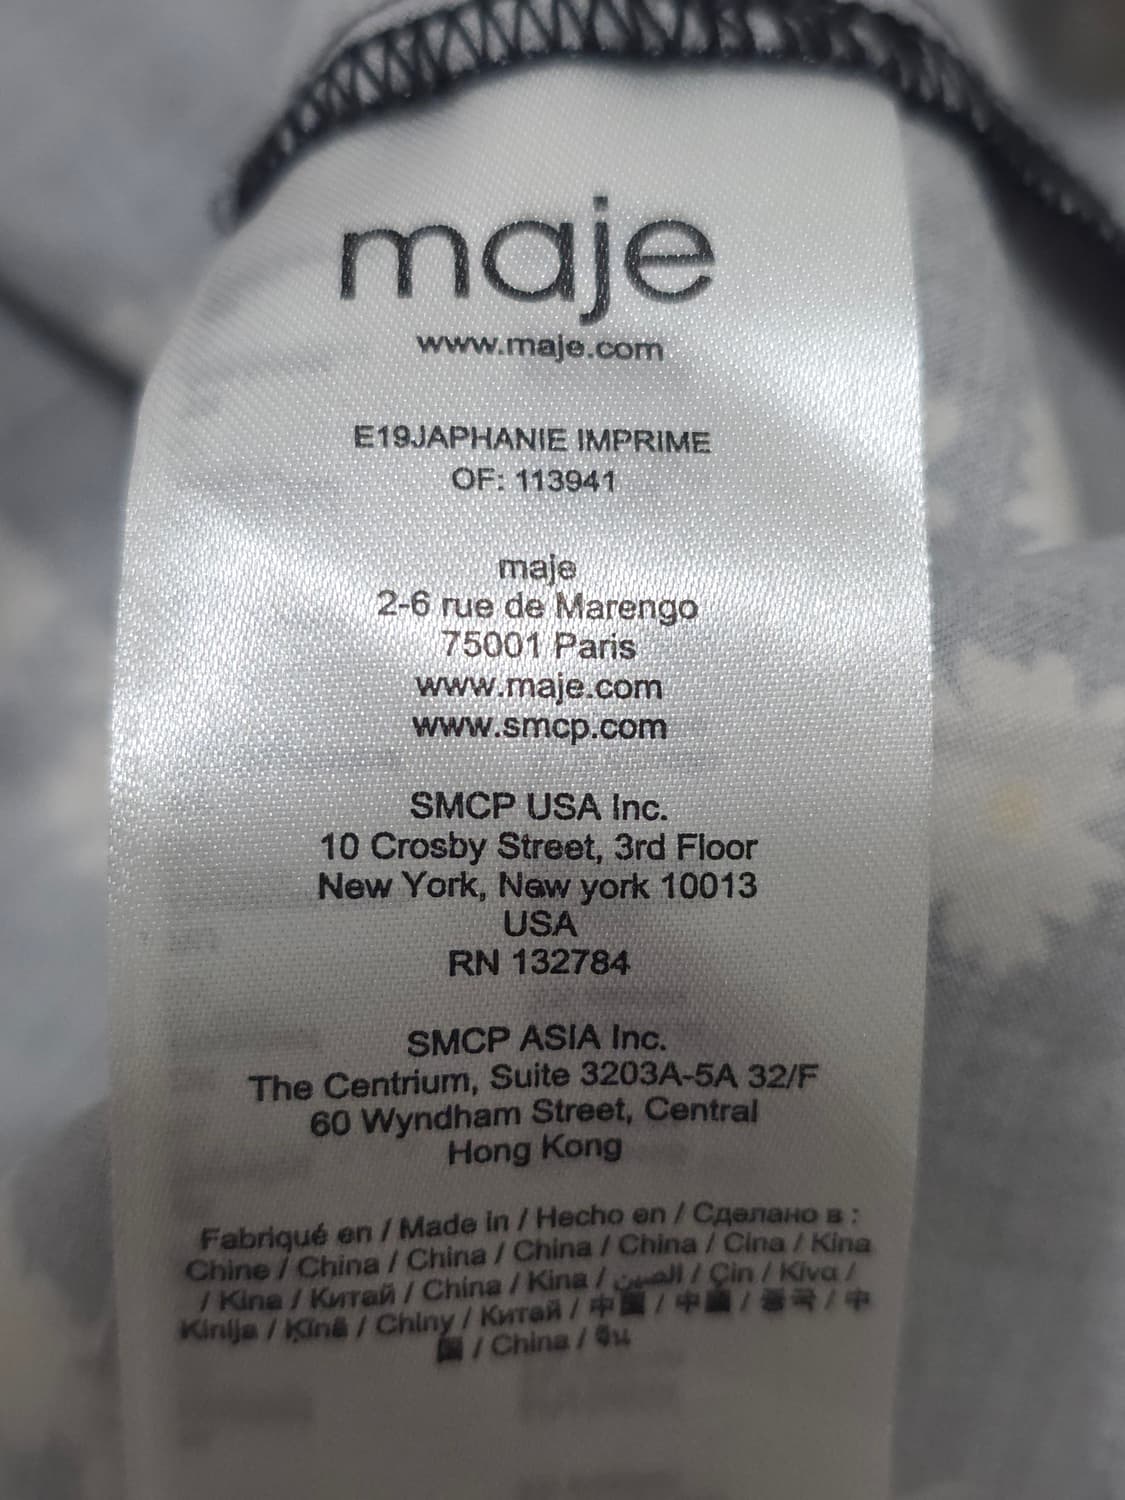 maje
www.maje.com
E19JAPHANIE IMPRIME
OF: 113941
maje
2-6 rue de Marengo
75001 Paris
www.maje.com
www.smcp.com
SMCP USA Inc.
10 Crosby Street, 3rd Floor
New York, New york 10013
USA
RN 132784
SMCP ASIA Inc.
The Centrium, Suite 3203A-5A 32/F
60 Wyndham Street, Central
Hong Kong
Fabriqué en / Made in / Hecho en / Сделано в :
Chine / China / China / China / China / Cina / Kina
/ Kina / Китай / China / Kina / الصين / Çin / Κίνα /
Kinija / Ķīnā / Chiny / Китай / 中國 / 中國 / 중국 / 中
国 / China / จีน